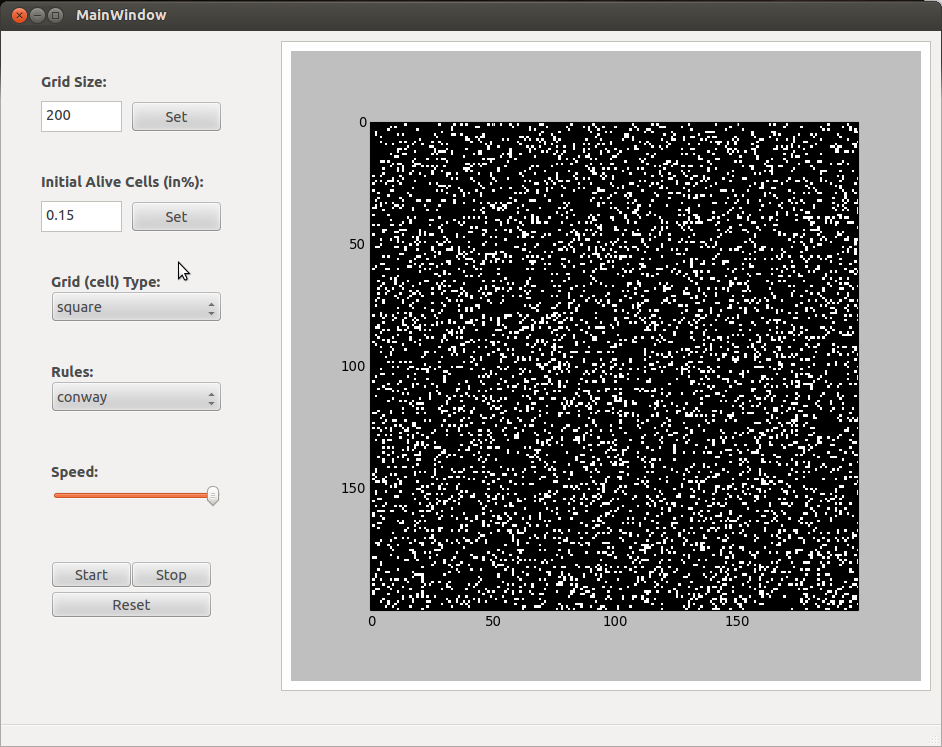 MainWindow
Grid Size:
200
Set
Initial Alive Cells (in%):
0.15
Set
Grid (cell) Type:
square
Rules:
conway
Speed:
Start
Stop
Reset
0
50
100
150
0
50
100
150